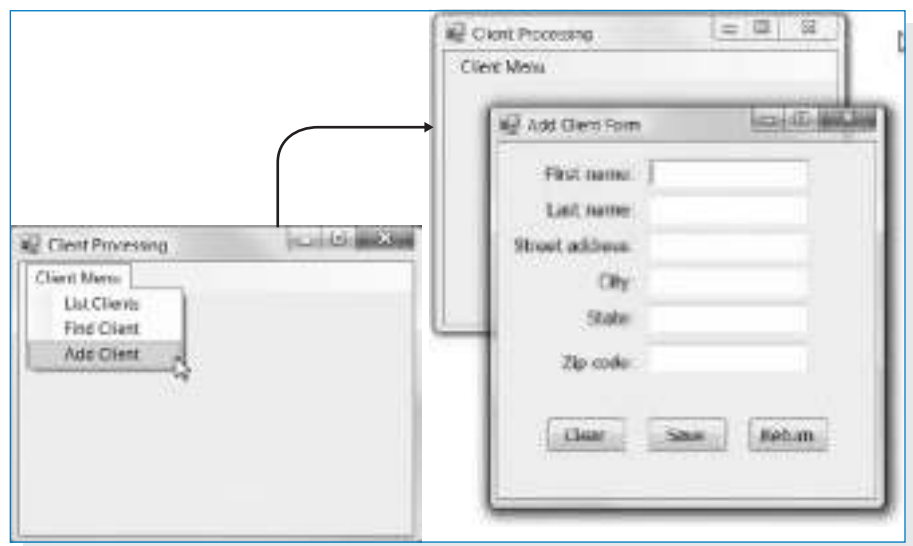 Client Processing
Client Menu
List Clients
Find Client
Add Client
Client Processing
Client Menu
Add Client Form
First name:
Last name:
Street address:
City:
State:
Zip code:
Clear
Save
Return